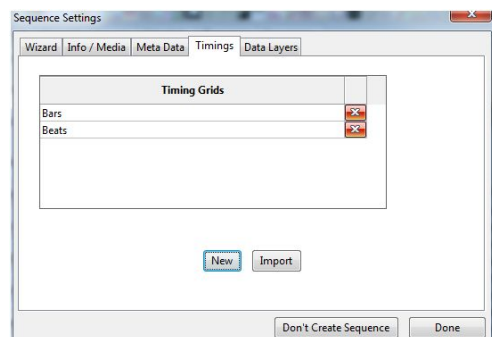 Sequence Settings
Wizard Info / Media Meta Data Timings Data Layers
Timing Grids
Bars
Beats
New Import
Don't Create Sequence Done